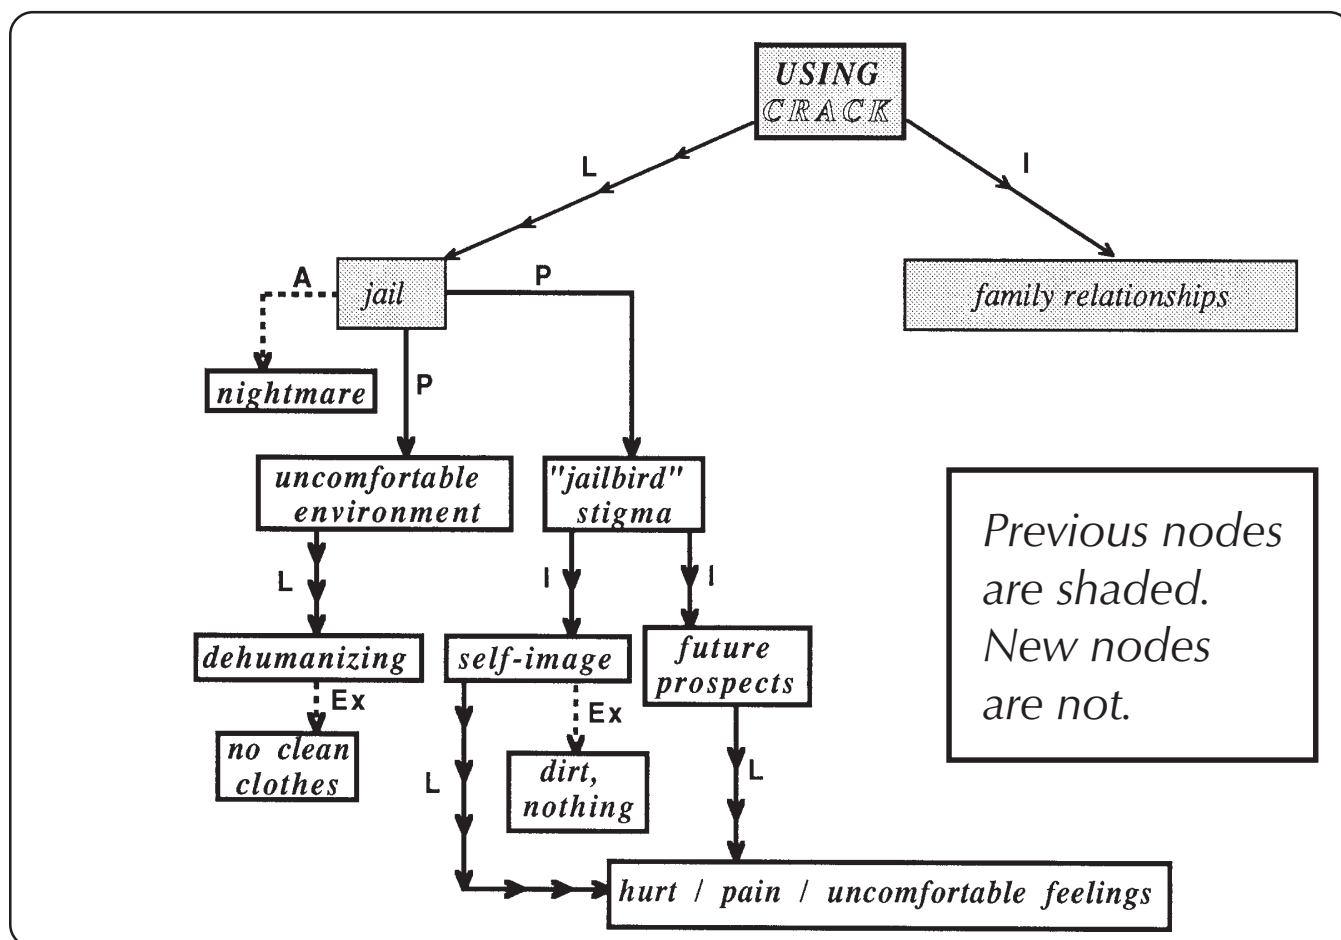 USING
CRACK
L
I
jail
family relationships
A
P
P
nightmare
uncomfortable
environment
"jailbird"
stigma
L
I
I
dehumanizing
self-image
future
prospects
Ex
Ex
no clean
clothes
dirt,
nothing
L
L
hurt / pain / uncomfortable feelings
Previous nodes
are shaded.
New nodes
are not.